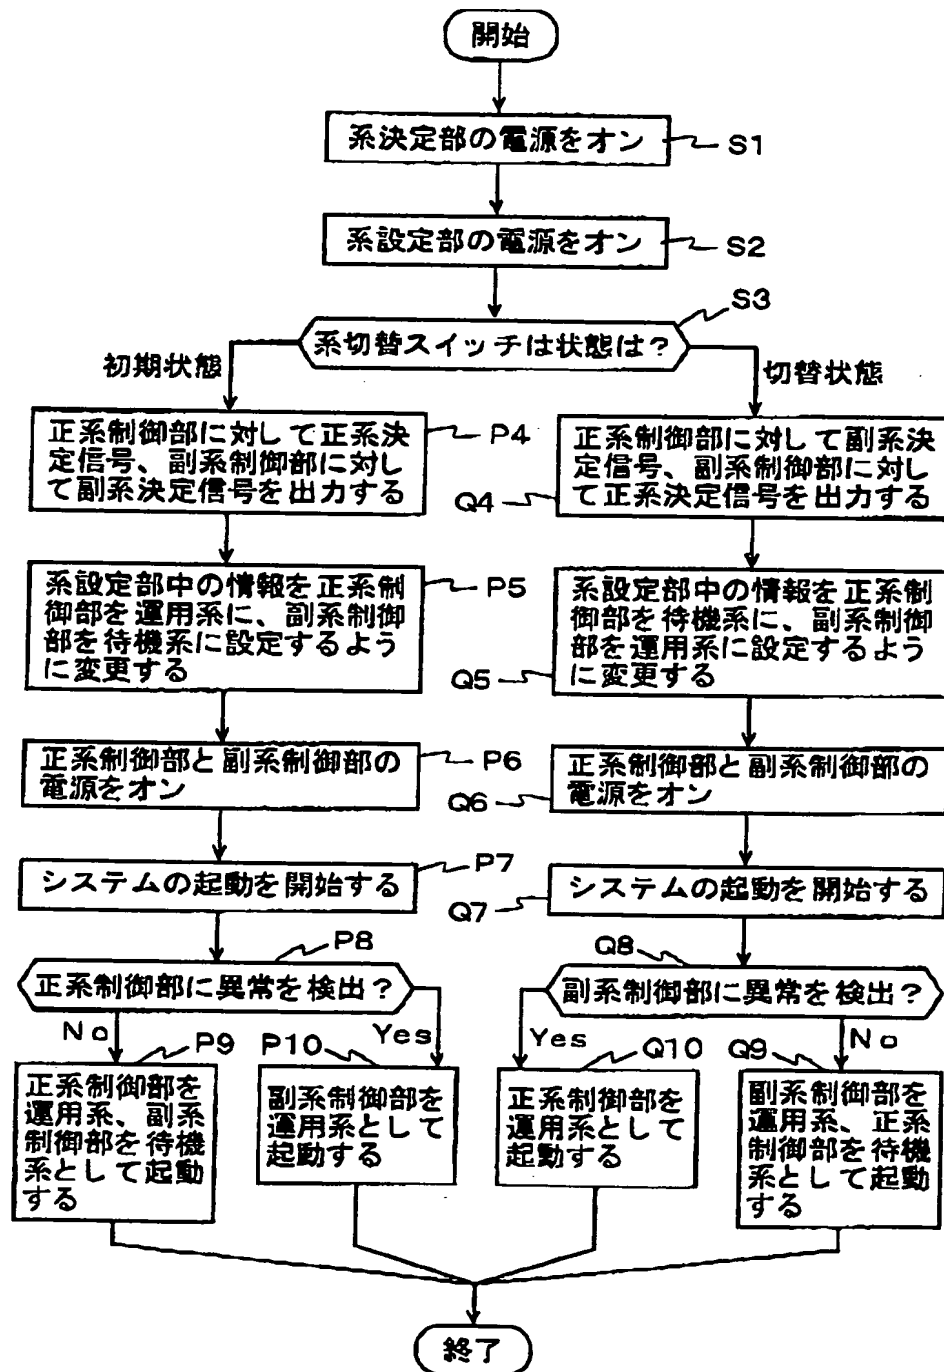 開始
系決定部の電源をオン
S1
系設定部の電源をオン
S2
S3
系切替スイッチは状態は?
初期状態
切替状態
正系制御部に対して正系決
定信号、副系制御部に対し
て副系決定信号を出力する
P4
正系制御部に対して副系決
定信号、副系制御部に対し
て正系決定信号を出力する
Q4
系設定部中の情報を正系制
御部を運用系に、副系制御
部を待機系に設定するよう
に変更する
P5
系設定部中の情報を正系制
御部を待機系に、副系制御
部を運用系に設定するよう
に変更する
Q5
正系制御部と副系制御部の
電源をオン
P6
正系制御部と副系制御部の
電源をオン
Q6
システムの起動を開始する
P7
システムの起動を開始する
Q7
P8
正系制御部に異常を検出?
Q8
副系制御部に異常を検出?
No
P9
P10
Yes
Yes
Q10
Q9
No
正系制御部を
運用系、副系
制御部を待機
系として起動
する
副系制御部を
運用系として
起動する
正系制御部を
運用系として
起動する
副系制御部を
運用系、正系
制御部を待機
系として起動
する
終了